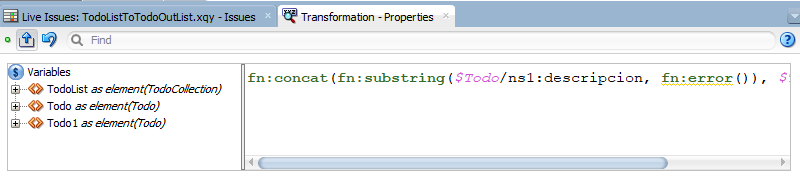 Live Issues: TodoListToTodoOutList.xqy - Issues
Transformation - Properties
Find
Variables
TodoList as element(TodoCollection)
Todo as element(Todo)
Todo1 as element(Todo)
fn:concat(fn:substring($Todo/ns1:descripcion, fn:error()), $